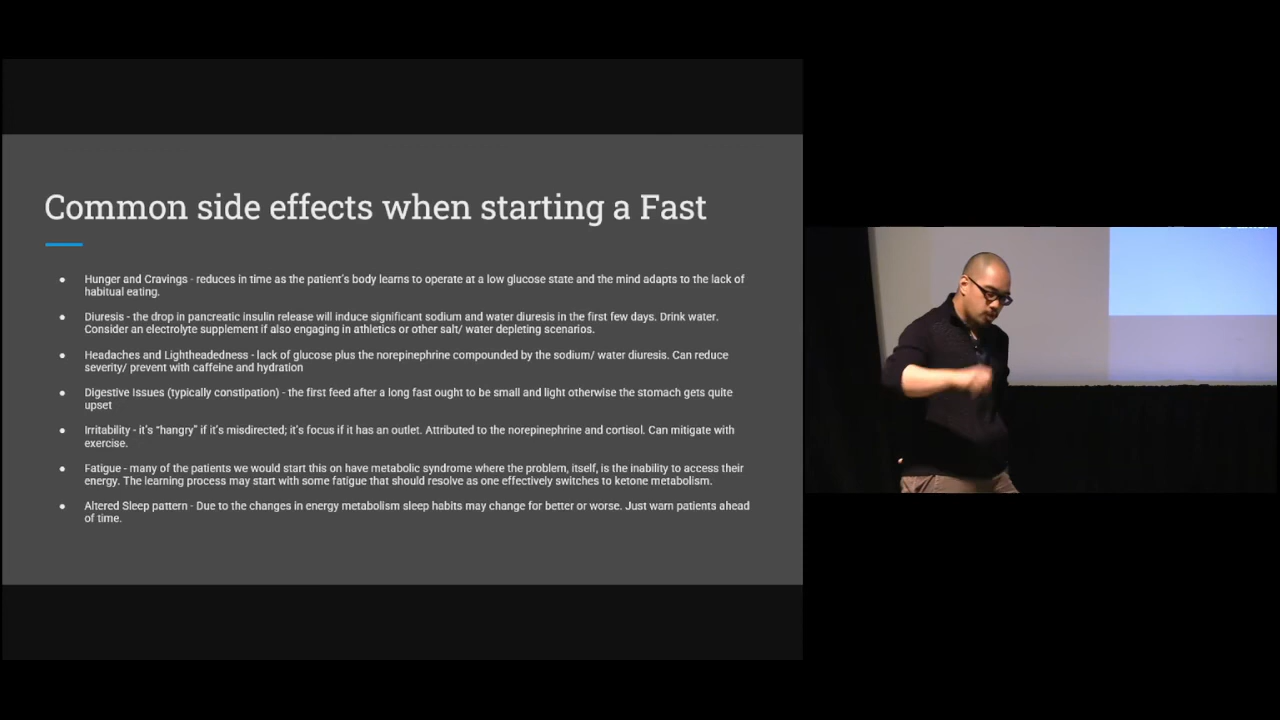 Common side effects when starting a Fast
● Hunger and Cravings - reduces in time as the patient's body learns to operate at a low glucose state and the mind adapts to the lack of
habitual eating.
● Diuresis - the drop in pancreatic insulin release will induce significant sodium and water diuresis in the first few days. Drink water.
Consider an electrolyte supplement if also engaging in athletics or other salt/ water depleting scenarios.
● Headaches and Lightheadedness - lack of glucose plus the norepinephrine compounded by the sodium/ water diuresis. Can reduce
severity/ prevent with caffeine and hydration
● Digestive Issues (typically constipation) - the first feed after a long fast ought to be small and light otherwise the stomach gets quite
upset
● Irritability - it's "hangry" if it's misdirected; it's focus if it has an outlet. Attributed to the norepinephrine and cortisol. Can mitigate with
exercise.
● Fatigue - many of the patients we would start this on have metabolic syndrome where the problem, itself, is the inability to access their
energy. The learning process may start with some fatigue that should resolve as one effectively switches to ketone metabolism.
● Altered Sleep pattern - Due to the changes in energy metabolism sleep habits may change for better or worse. Just warn patients ahead
of time.